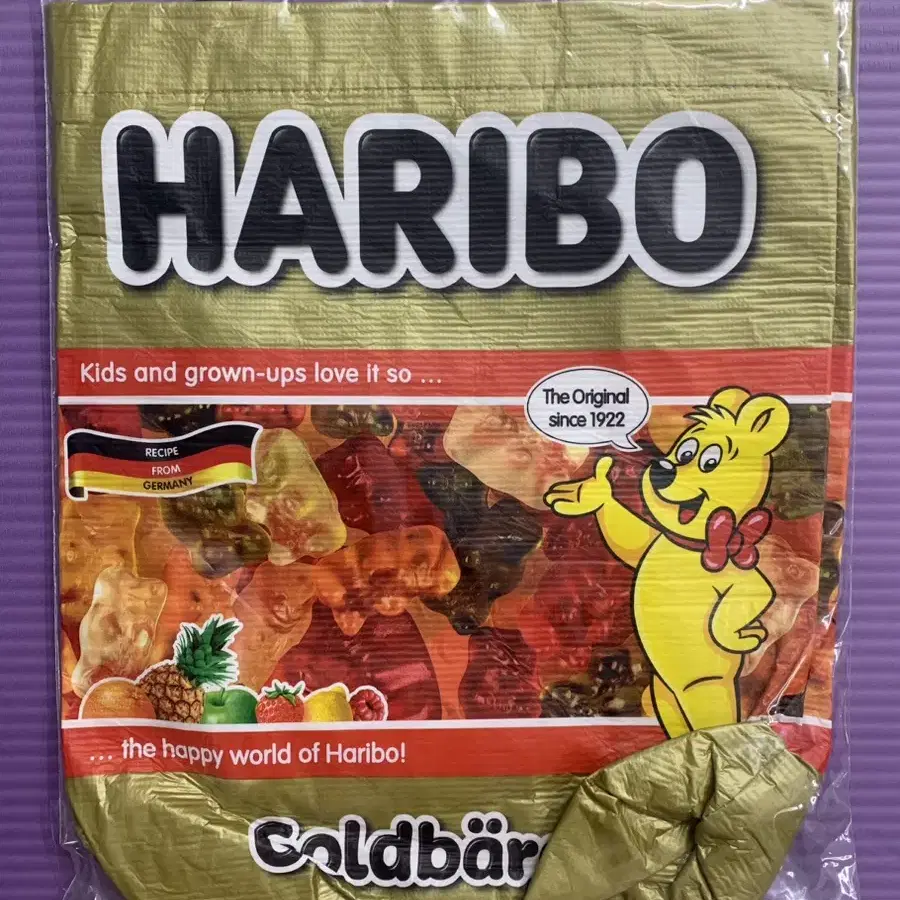 HARIBO
Kids and grown-ups love it so ...
The Original
since 1922
RECIPE
FROM
GERMANY
... the happy world of Haribo!
Goldbär